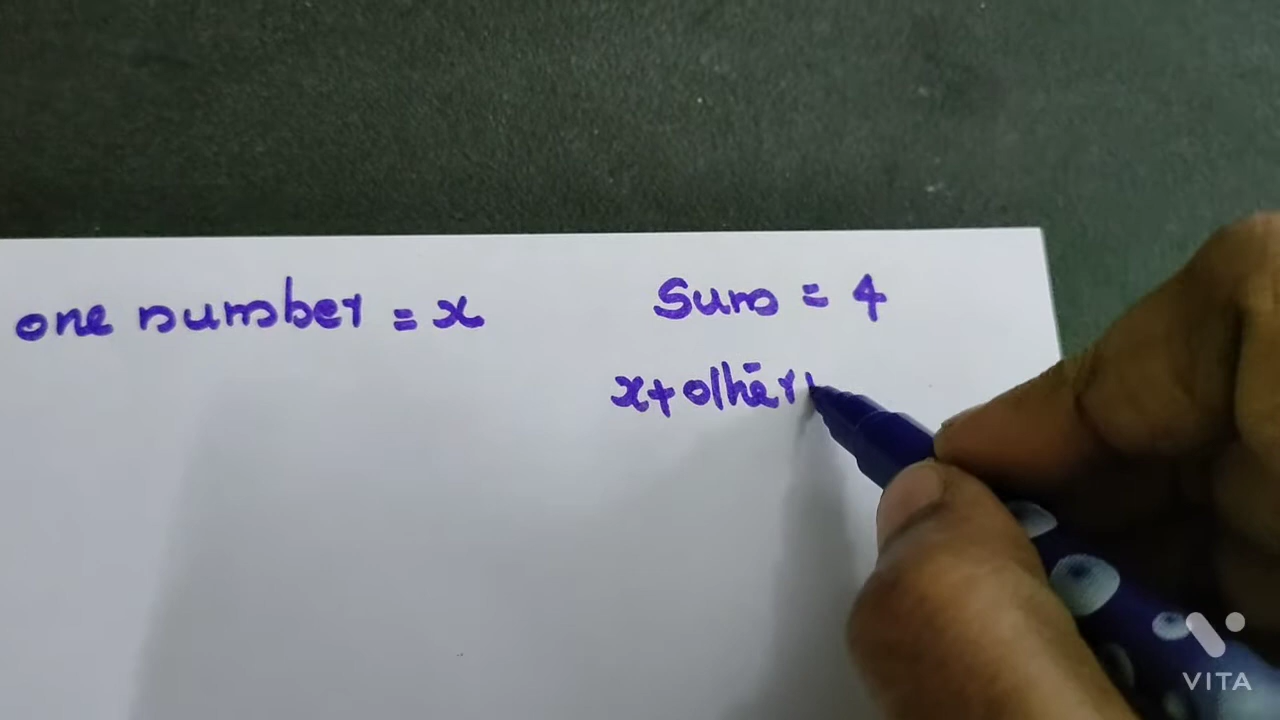 one number = x
Sum = 4
x + other
VITA